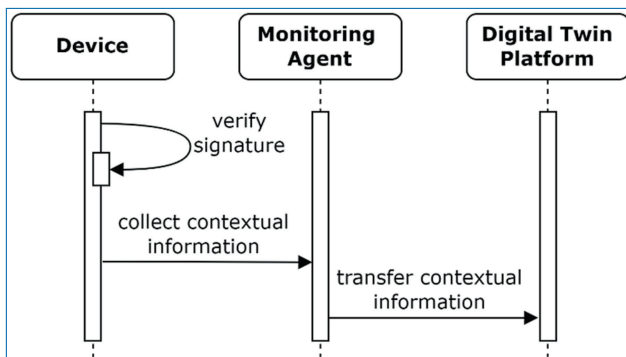 Device
Monitoring
Agent
Digital Twin
Platform
verify
signature
collect contextual
information
transfer contextual
information